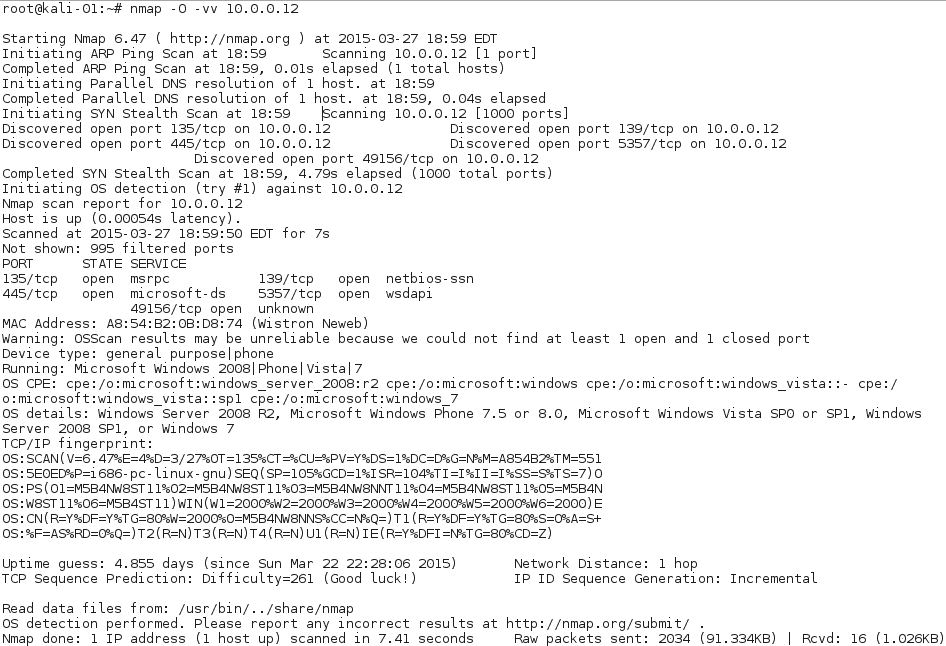 root@kali-01:~# nmap -O -vv 10.0.0.12
Starting Nmap 6.47 ( http://nmap.org ) at 2015-03-27 18:59 EDT
Initiating ARP Ping Scan at 18:59 Scanning 10.0.0.12 [1 port]
Completed ARP Ping Scan at 18:59, 0.01s elapsed (1 total hosts)
Initiating Parallel DNS resolution of 1 host. at 18:59
Completed Parallel DNS resolution of 1 host. at 18:59, 0.04s elapsed
Initiating SYN Stealth Scan at 18:59 Scanning 10.0.0.12 [1000 ports]
Discovered open port 135/tcp on 10.0.0.12 Discovered open port 139/tcp on 10.0.0.12
Discovered open port 445/tcp on 10.0.0.12 Discovered open port 5357/tcp on 10.0.0.12
Discovered open port 49156/tcp on 10.0.0.12
Completed SYN Stealth Scan at 18:59, 4.79s elapsed (1000 total ports)
Initiating OS detection (try #1) against 10.0.0.12
Nmap scan report for 10.0.0.12
Host is up (0.00054s latency).
Scanned at 2015-03-27 18:59:50 EDT for 7s
Not shown: 995 filtered ports
PORT STATE SERVICE
135/tcp open msrpc 139/tcp open netbios-ssn
445/tcp open microsoft-ds 5357/tcp open wsdapi
49156/tcp open unknown
MAC Address: A8:54:B2:0B:D8:74 (Wistron Neweb)
Warning: OSScan results may be unreliable because we could not find at least 1 open and 1 closed port
Device type: general purpose|phone
Running: Microsoft Windows 2008|Phone|Vista|7
OS CPE: cpe:/o:microsoft:windows_server_2008:r2 cpe:/o:microsoft:windows cpe:/o:microsoft:windows_vista::- cpe:/
o:microsoft:windows_vista::sp1 cpe:/o:microsoft:windows_7
OS details: Windows Server 2008 R2, Microsoft Windows Phone 7.5 or 8.0, Microsoft Windows Vista SP0 or SP1, Windows
Server 2008 SP1, or Windows 7
TCP/IP fingerprint:
OS:SCAN(V=6.47%E=4%D=3/27%OT=135%CT=%CU=%PV=Y%DS=1%DC=D%G=N%M=A854B2%TM=551
OS:5E0ED%P=i686-pc-linux-gnu)SEQ(SP=105%GCD=1%ISR=104%TI=I%II=I%SS=S%TS=7)O
OS:PS(O1=M5B4NW8ST11%O2=M5B4NW8ST11%O3=M5B4NW8NNT11%O4=M5B4NW8ST11%O5=M5B4N
OS:W8ST11%O6=M5B4ST11)WIN(W1=2000%W2=2000%W3=2000%W4=2000%W5=2000%W6=2000)E
OS:CN(R=Y%DF=Y%TG=80%W=2000%O=M5B4NW8NNS%CC=N%Q=)T1(R=Y%DF=Y%TG=80%S=O%A=S+
OS:%F=AS%RD=0%Q=)T2(R=N)T3(R=N)T4(R=N)U1(R=N)IE(R=Y%DFI=N%TG=80%CD=Z)
Uptime guess: 4.855 days (since Sun Mar 22 22:28:06 2015) Network Distance: 1 hop
TCP Sequence Prediction: Difficulty=261 (Good luck!) IP ID Sequence Generation: Incremental
Read data files from: /usr/bin/../share/nmap
OS detection performed. Please report any incorrect results at http://nmap.org/submit/ .
Nmap done: 1 IP address (1 host up) scanned in 7.41 seconds Raw packets sent: 2034 (91.334KB) | Rcvd: 16 (1.026KB)